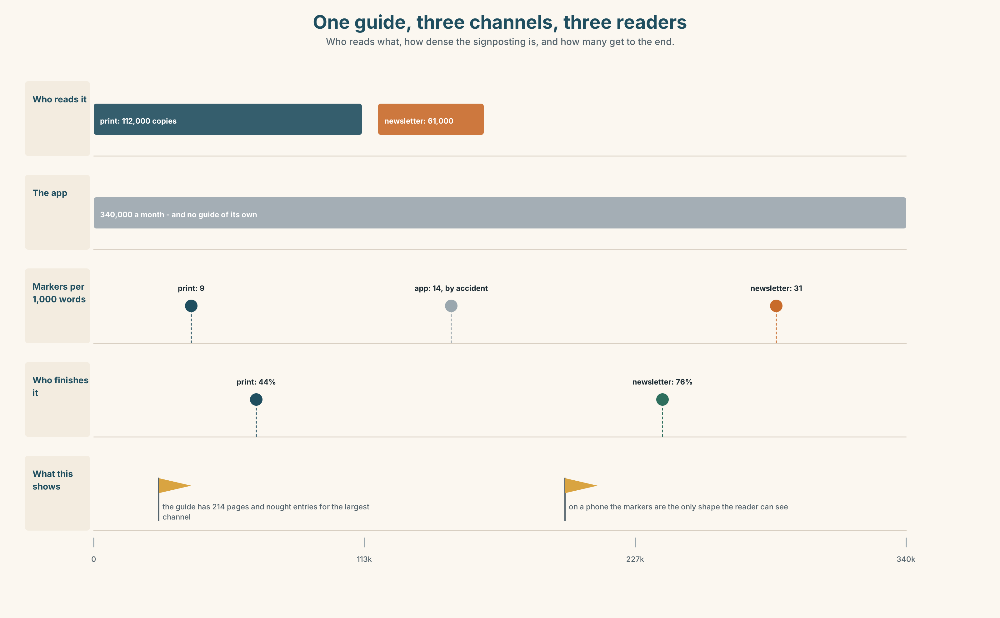 One guide, three channels, three readers
Who reads what, how dense the signposting is, and how many get to the end.
Who reads it
print: 112,000 copies
newsletter: 61,000
The app
340,000 a month - and no guide of its own
Markers per
1,000 words
print: 9
app: 14, by accident
newsletter: 31
Who finishes
it
print: 44%
newsletter: 76%
What this
shows
the guide has 214 pages and nought entries for the largest
channel
on a phone the markers are the only shape the reader can see
0
113k
227k
340k